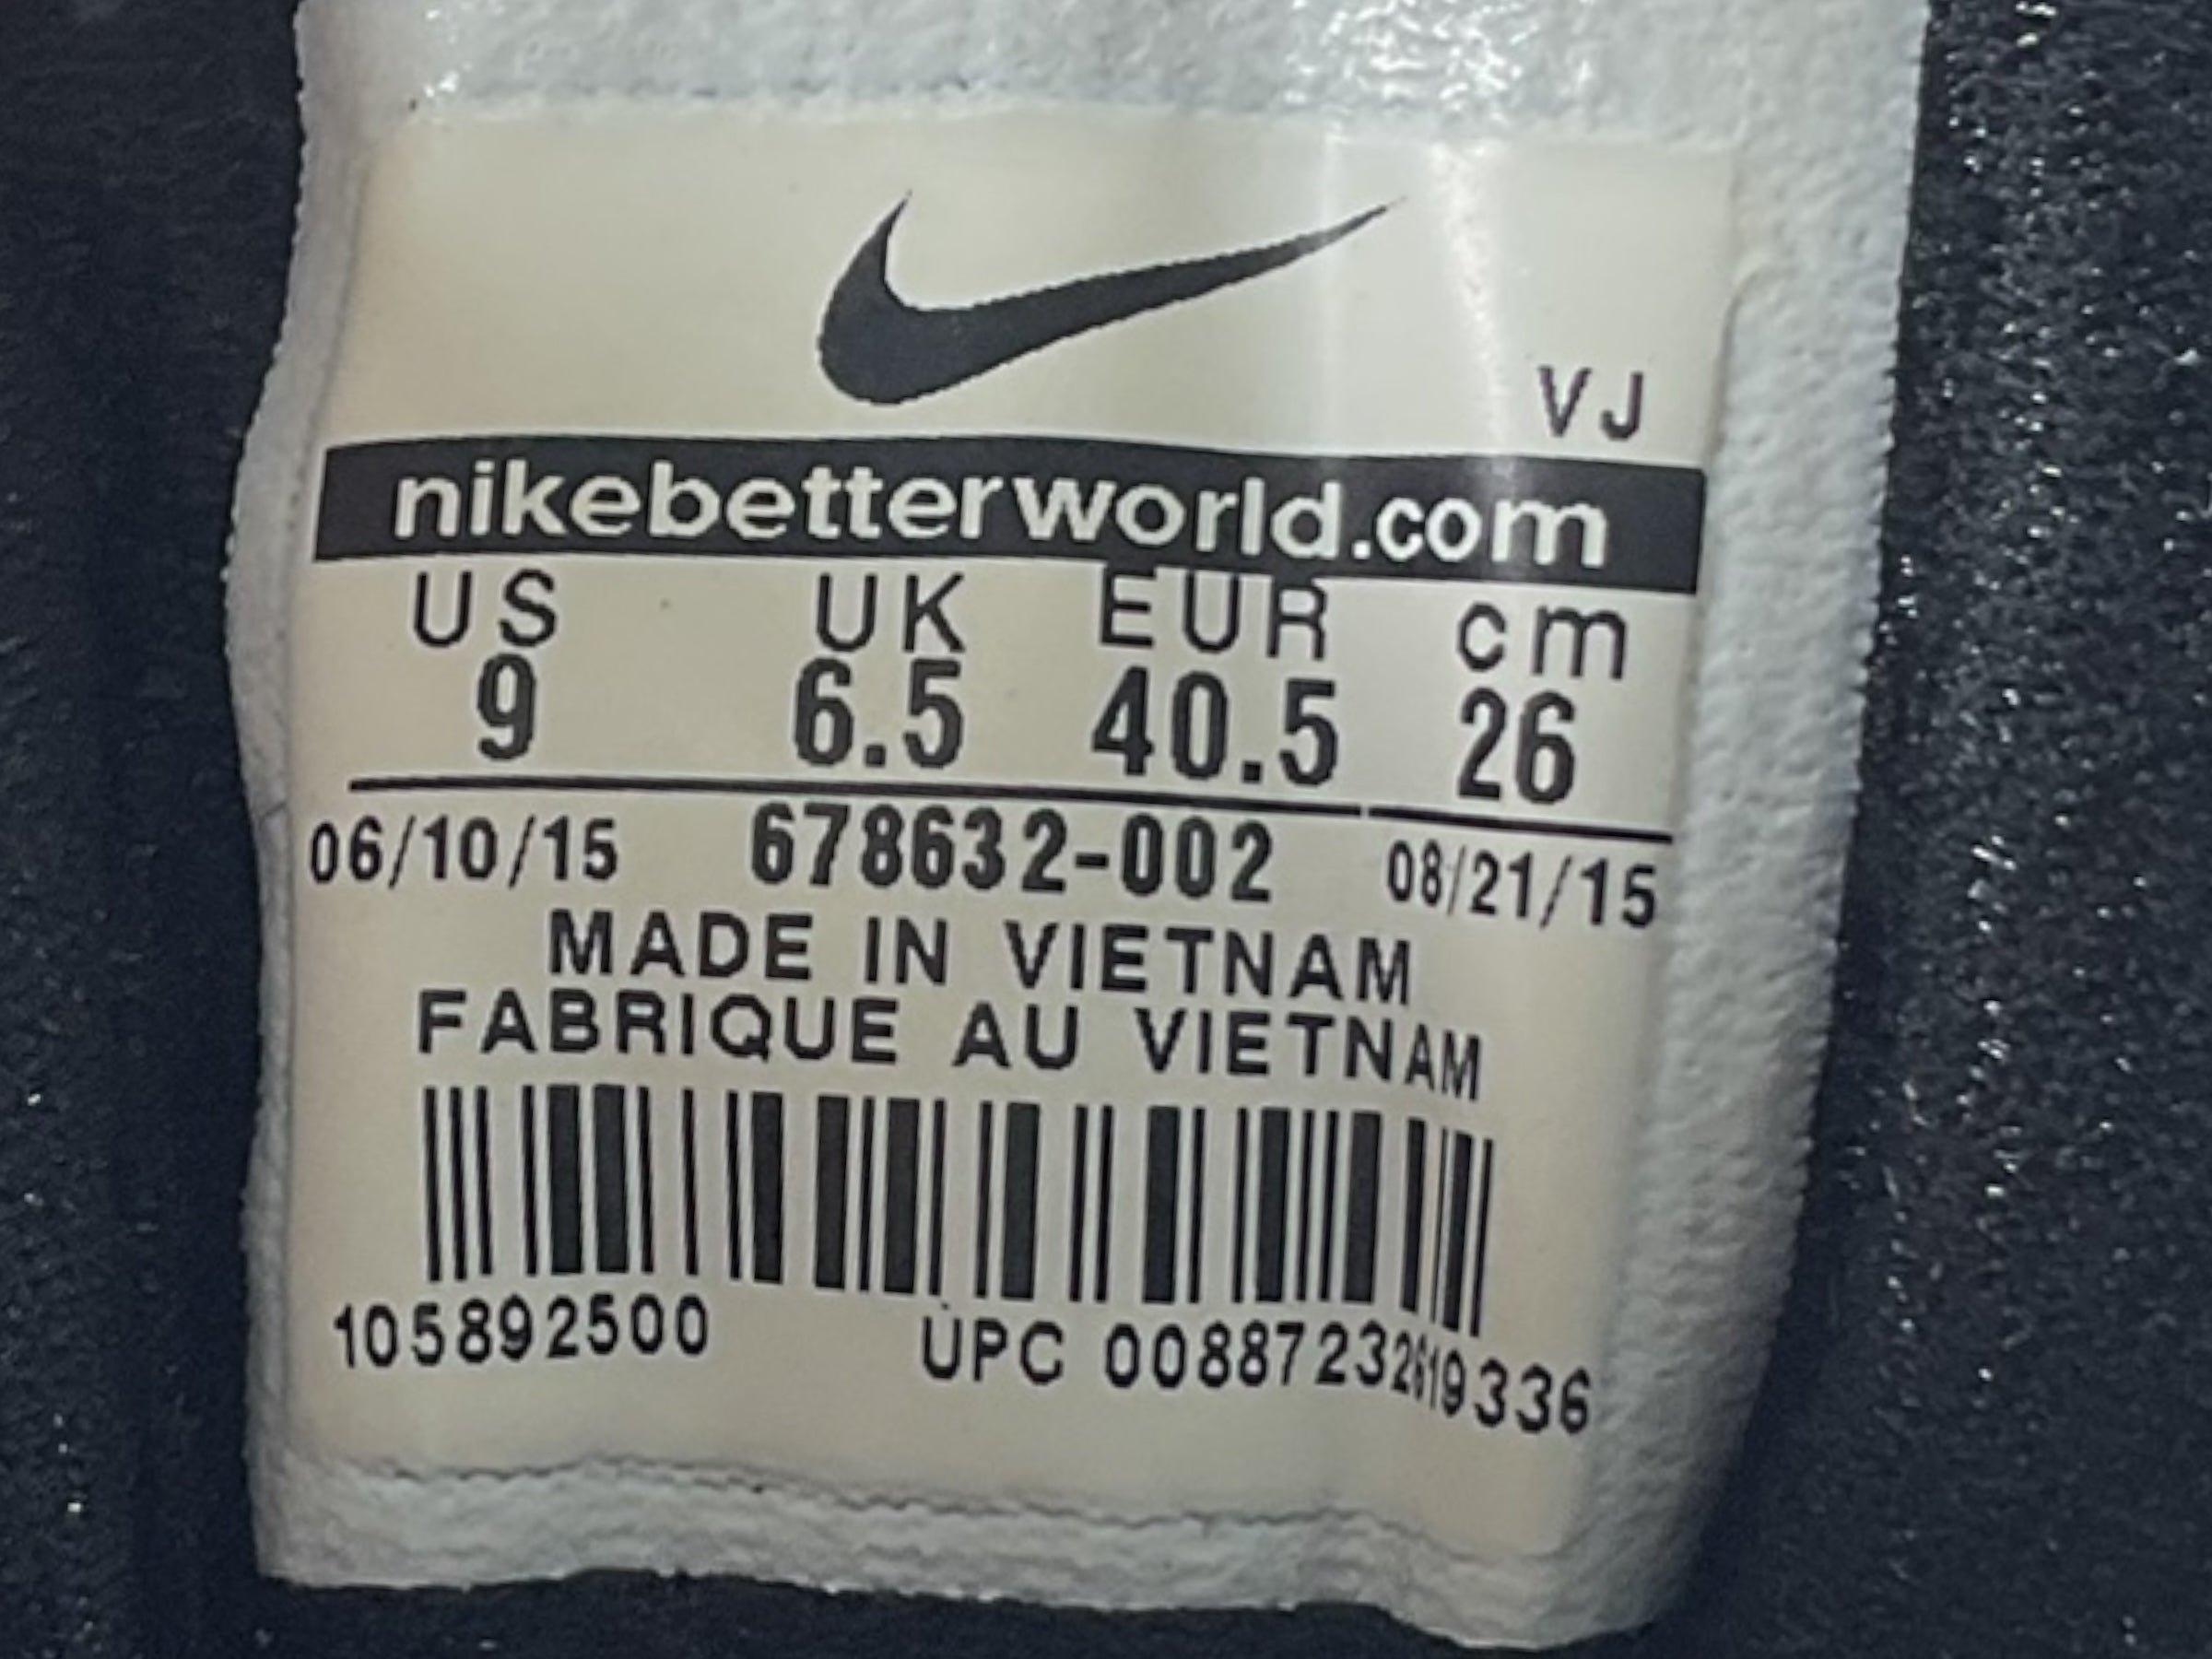 VJ
nikebetterworld.com
US UK EUR cm
9 6.5 40.5 26
06/10/15 678632-002 08/21/15
MADE IN VIETNAM
FABRIQUE AU VIETNAM
105892500 UPC 00887232619336